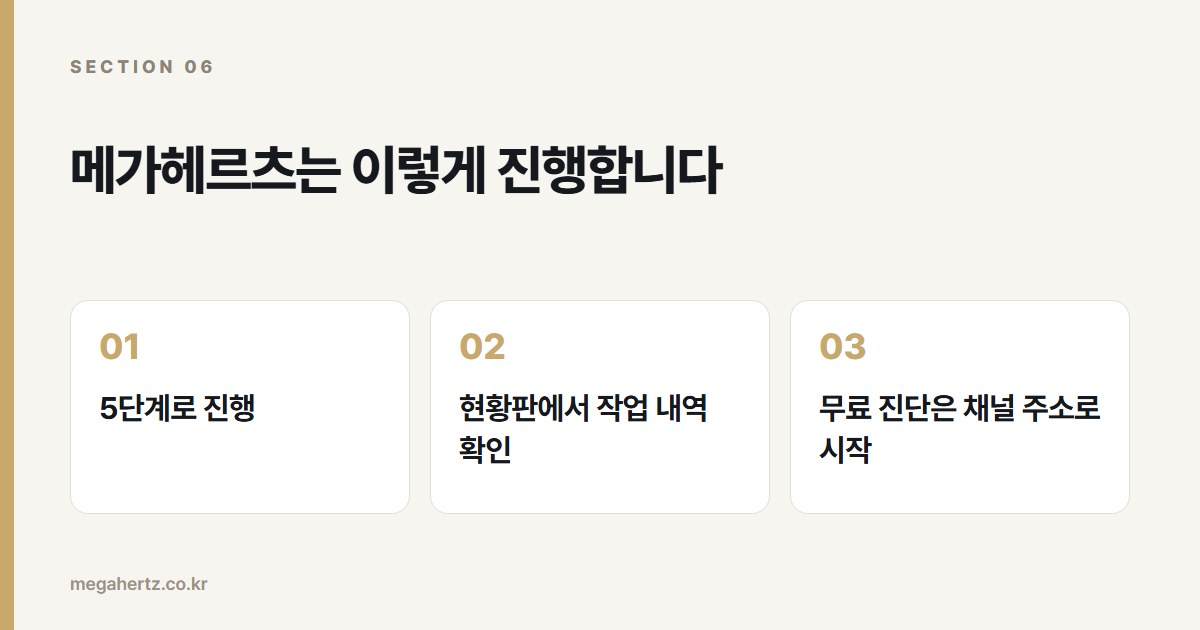 SECTION 06
메가헤르츠는 이렇게 진행합니다
01
5단계로 진행
02
현황판에서 작업 내역
확인
03
무료 진단은 채널 주소로
시작
megahertz.co.kr